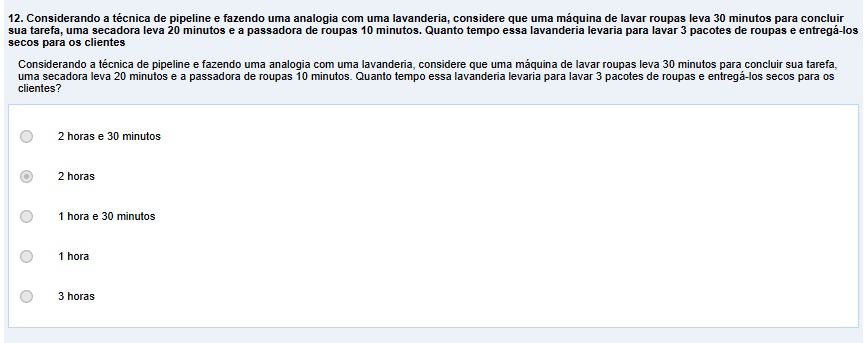 12. Considerando a técnica de pipeline e fazendo uma analogia com uma lavanderia, considere que uma máquina de lavar roupas leva 30 minutos para concluir
sua tarefa, uma secadora leva 20 minutos e a passadora de roupas 10 minutos. Quanto tempo essa lavanderia levaria para lavar 3 pacotes de roupas e entregá-los
secos para os clientes
Considerando a técnica de pipeline e fazendo uma analogia com uma lavanderia, considere que uma máquina de lavar roupas leva 30 minutos para concluir sua tarefa,
uma secadora leva 20 minutos e a passadora de roupas 10 minutos. Quanto tempo essa lavanderia levaria para lavar 3 pacotes de roupas e entregá-los secos para os
clientes?
2 horas e 30 minutos
2 horas
1 hora e 30 minutos
1 hora
3 horas